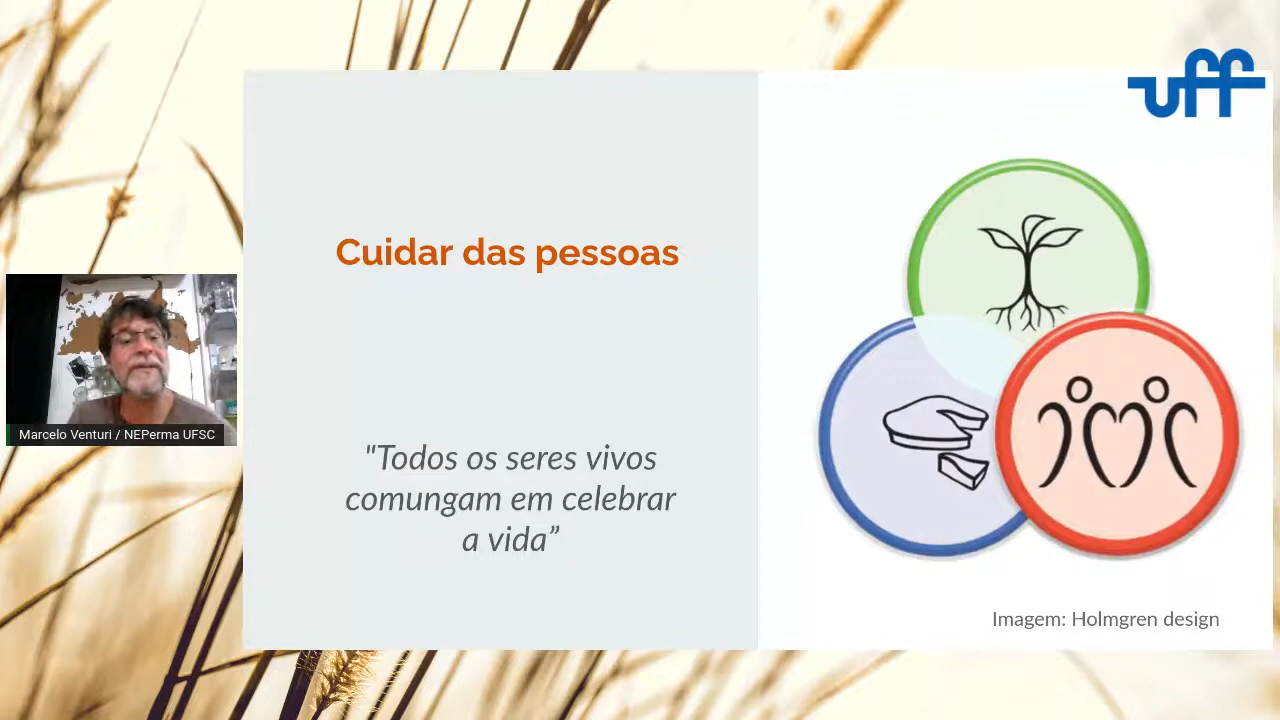 uff
Cuidar das pessoas
"Todos os seres vivos
comungam em celebrar
a vida”
Marcelo Venturi / NEPerma UFSC
Imagem: Holmgren design